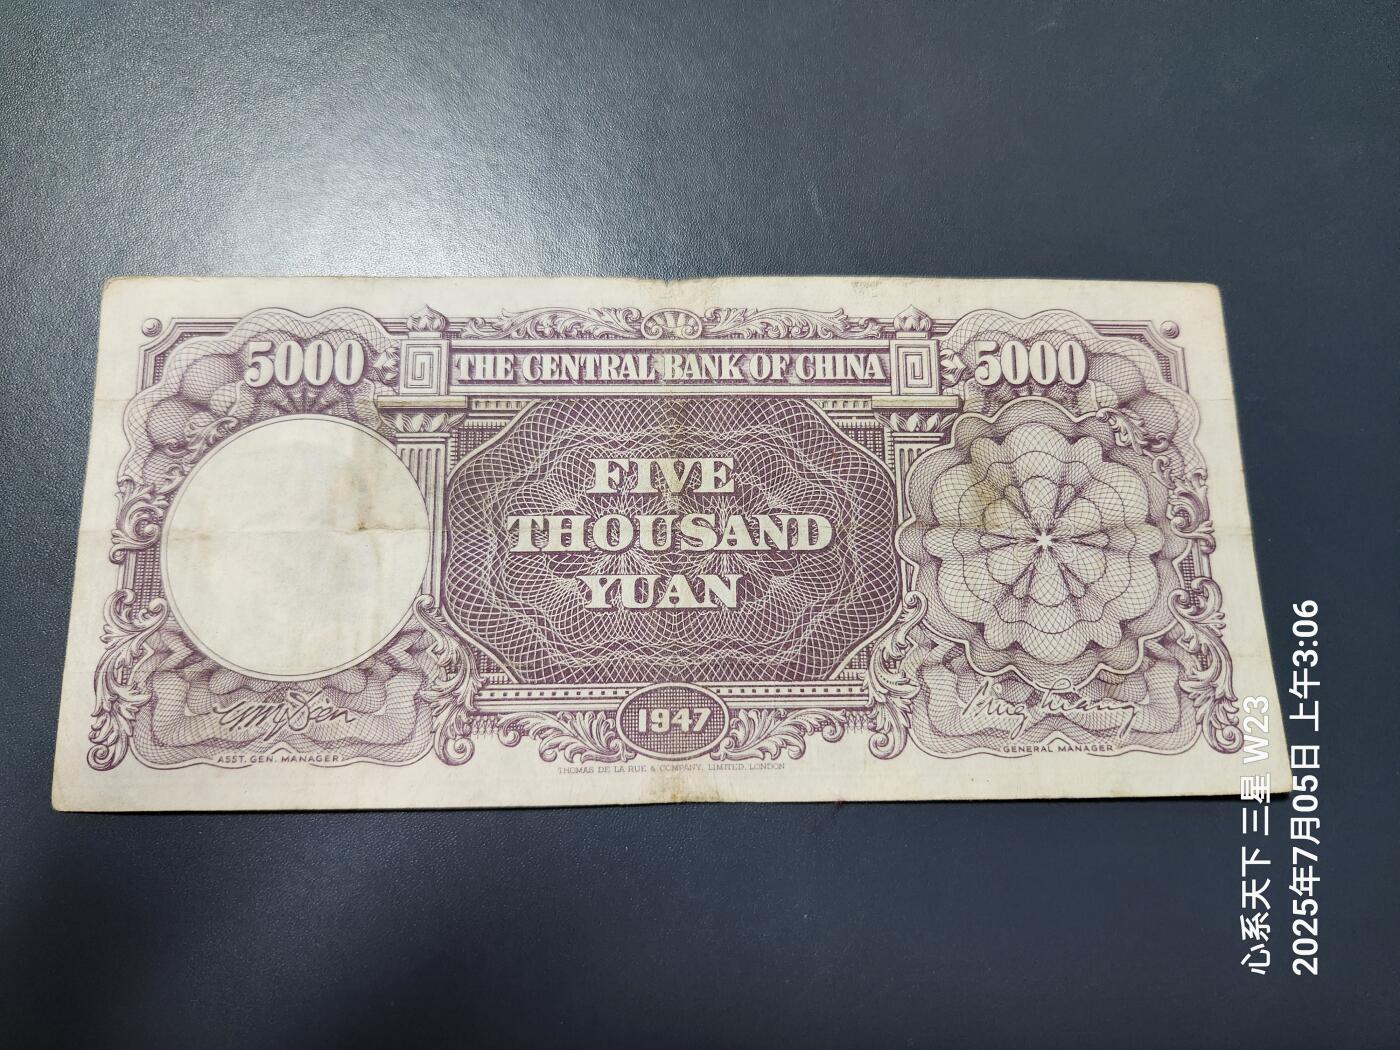 5000
THE CENTRAL BANK OF CHINA
5000
FIVE
THOUSAND
YUAN
1947
ASST. GEN. MANAGER
GENERAL MANAGER
THOMAS DE LA RUE & COMPANY, LIMITED, LONDON
心系天下 三星 W23
2025年7月05日 上午3:06